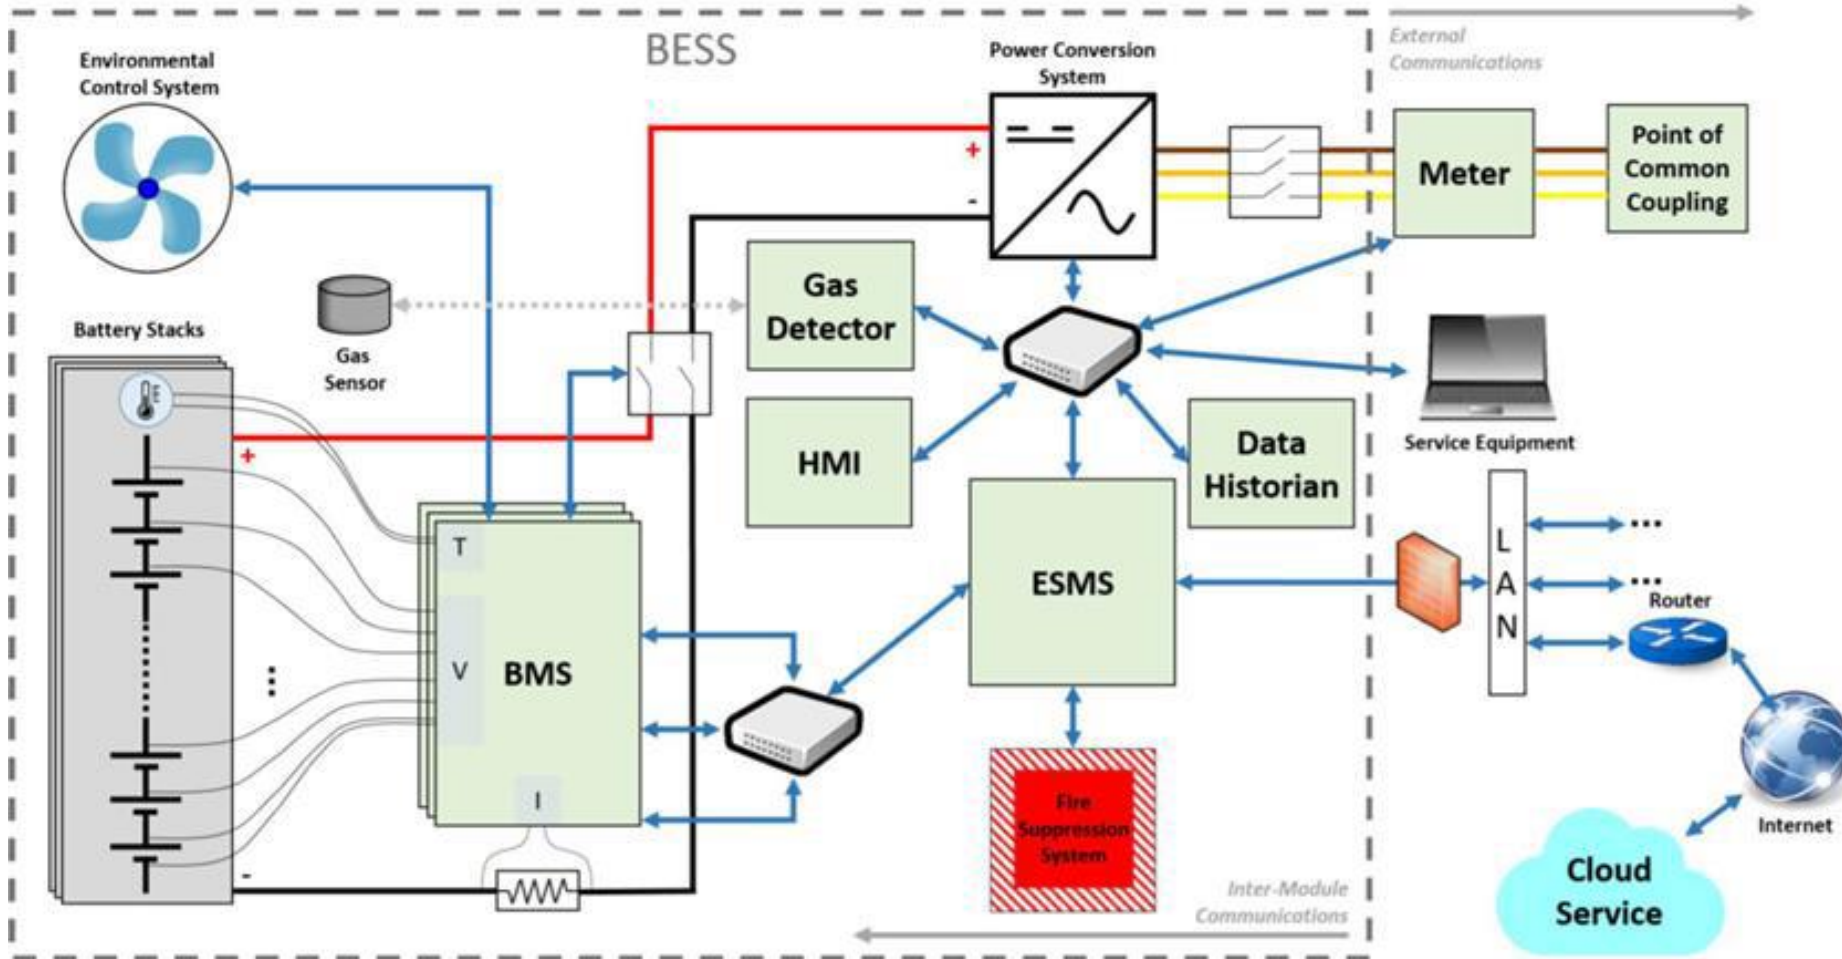 BESS
External
Communications
Environmental
Control System
Power Conversion
System
+
-
Meter
Point of
Common
Coupling
Gas
Detector
Gas
Sensor
Battery Stacks
E
+
HMI
Data
Historian
Service Equipment
T
V
BMS
I
ESMS
L
A
N
...
...
Router
Internet
Fire
Suppression
System
-
Inter-Module
Communications
Cloud
Service